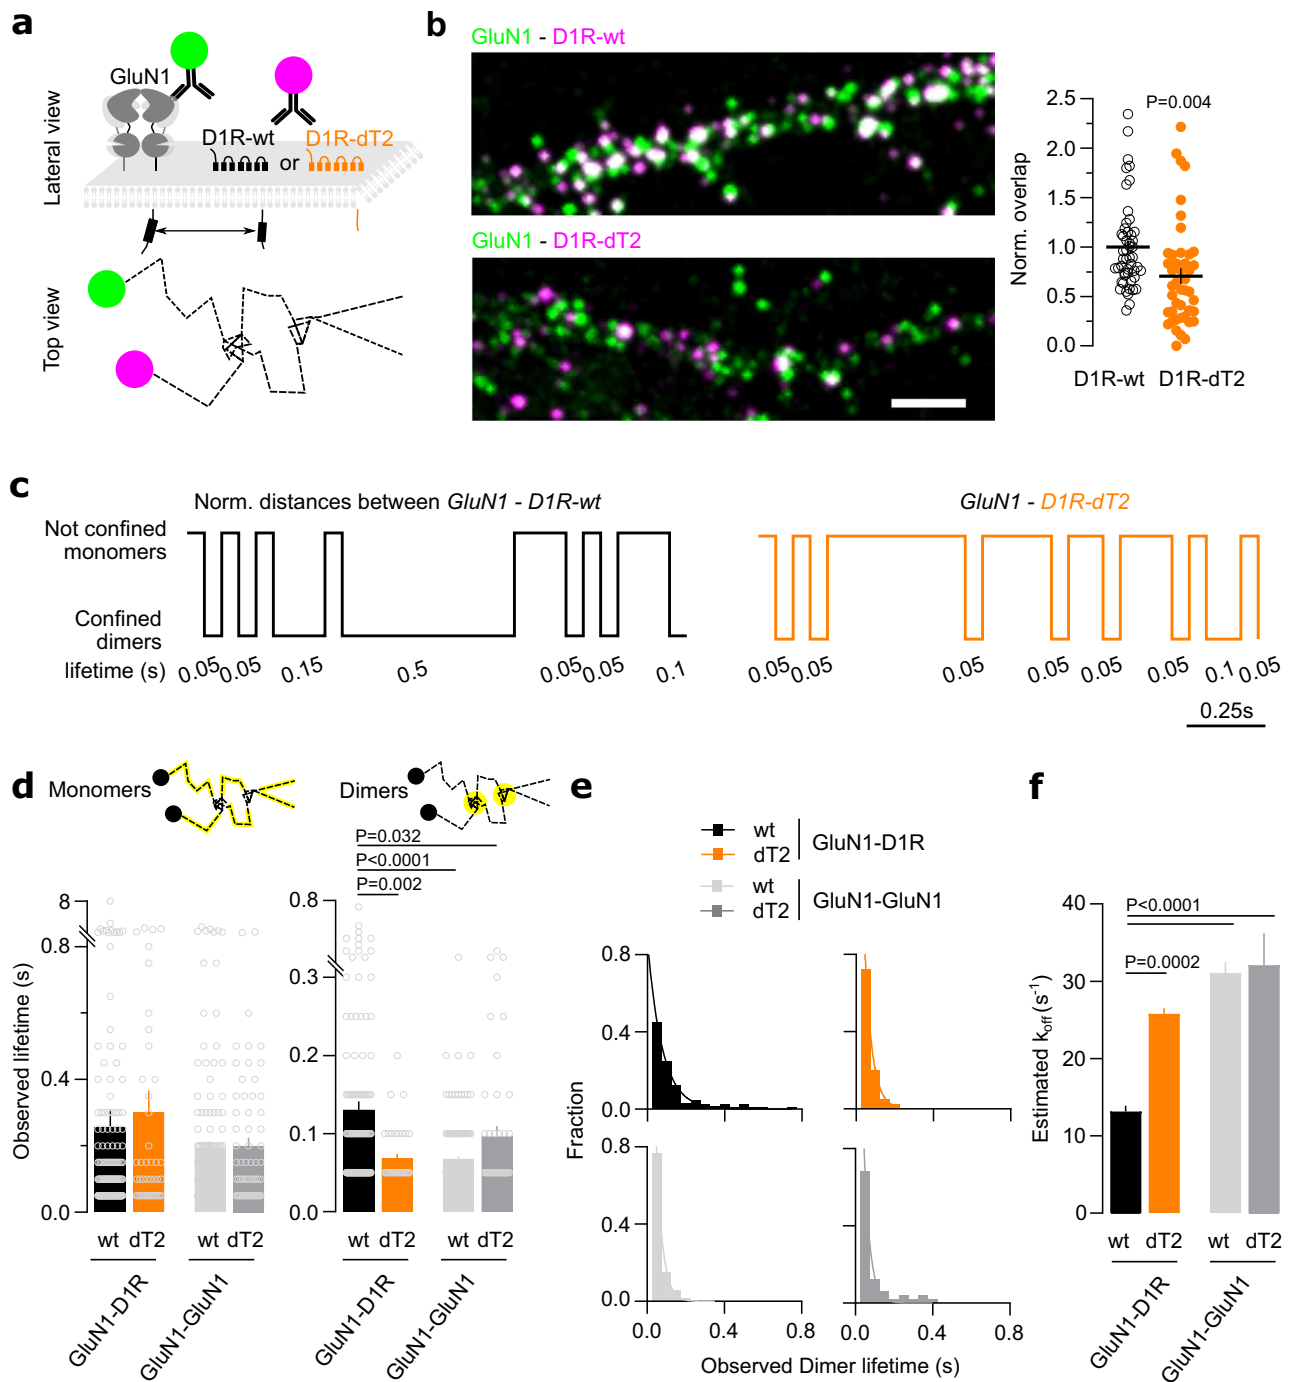 a
Lateral view
GluN1
D1R-wt
or
D1R-dT2
Top view
b
GluN1 - D1R-wt
GluN1 - D1R-dT2
Norm. overlap
2.5
2.0
1.5
1.0
0.5
0.0
P=0.004
D1R-wt
D1R-dT2
c
Norm. distances between GluN1 - D1R-wt
GluN1 - D1R-dT2
Not confined
monomers
Confined
dimers
lifetime (s)
0.05 0.05 0.15 0.5 0.05 0.05 0.1
0.05 0.05 0.05 0.05 0.05 0.05 0.1 0.05
0.25s
d
Monomers
Dimers
P=0.032
P<0.0001
P=0.002
Observed lifetime (s)
8
0.8
0.4
0.0
wt dT2 wt dT2
GluN1-D1R
GluN1-GluN1
0.8
0.3
0.2
0.1
0.0
wt dT2 wt dT2
GluN1-D1R
GluN1-GluN1
e
wt
dT2
GluN1-D1R
wt
dT2
GluN1-GluN1
Fraction
0.8
0.4
0.0
0.8
0.4
0.0
0.0 0.4 0.8
0.0 0.4 0.8
Observed Dimer lifetime (s)
f
Estimated koff (s-1)
40
30
20
10
0
P<0.0001
P=0.0002
wt dT2 wt dT2
GluN1-D1R
GluN1-GluN1